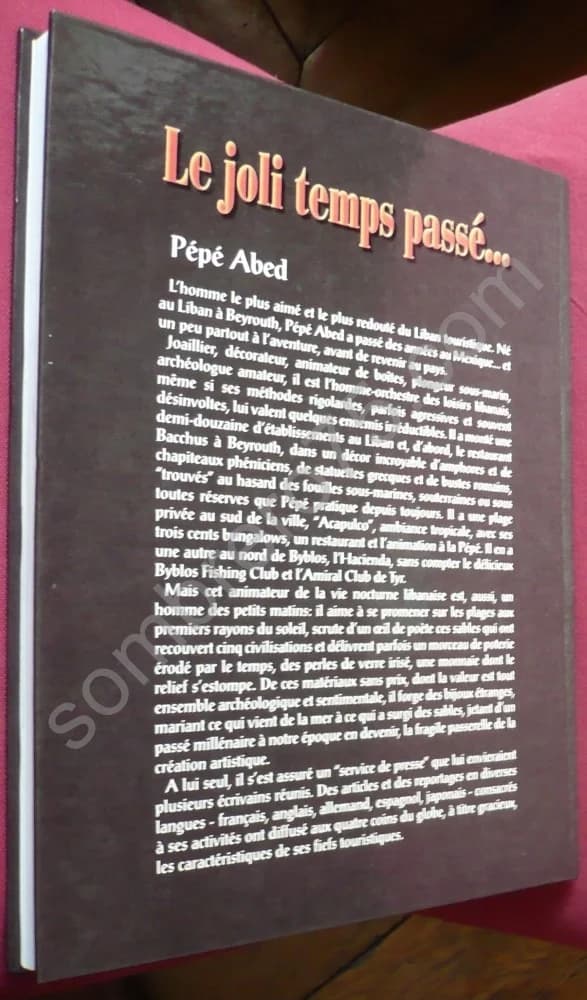 Le joli temps passé...
Pépé Abed
L'homme le plus aimé et le plus redouté du Liban touristique. Né
au Liban à Beyrouth, Pépé Abed a passé des années au Mexique... et
un peu partout à l'aventure, avant de revenir au pays.
Joaillier, décorateur, animateur de boîtes, plongeur sous-marin,
archéologue amateur, il est l'homme-orchestre des loisirs libanais,
même si ses méthodes rigolardes, parfois agressives et souvent
désinvoltes, lui valent quelques ennemis irréductibles. Il a monté une
demi-douzaine d'établissements au Liban et, d'abord, le restaurant
Bacchus à Beyrouth, dans un décor incroyable d'amphores et de
chapiteaux phéniciens, de statuettes grecques et de bustes romains,
"trouvés" au hasard des fouilles sous-marines, souterraines ou sous
toutes réserves que Pépé pratique depuis toujours. Il a une plage
privée au sud de la ville, "Acapulco", ambiance tropicale, avec ses
trois cents bungalows, un restaurant et l'animation à la Pépé. Il en a
une autre au nord de Byblos, l'Hacienda, sans compter le délicieux
Byblos Fishing Club et l'Amiral Club de Tyr.
Mais cet animateur de la vie nocturne libanaise est, aussi, un
homme des petits matins: il aime à se promener sur les plages aux
premiers rayons du soleil, scrute d'un œil de poète ces sables qui ont
recouvert cinq civilisations et délivrent parfois un morceau de poterie
érodé par le temps, des perles de verre irisé, une monnaie dont le
relief s'estompe. De ces matériaux sans prix, dont la valeur est tout
ensemble archéologique et sentimentale, il forge des bijoux étranges,
mariant ce qui vient de la mer à ce qui a surgi des sables, jetant d'un
passé millénaire à notre époque en devenir, la fragile passerelle de la
création artistique.
A lui seul, il s'est assuré un "service de presse" que lui envieraient
plusieurs écrivains réunis. Des articles et des reportages en diverses
langues - français, anglais, allemand, espagnol, japonais - consacrés
à ses activités ont diffusé aux quatre coins du globe, à titre gracieux,
les caractéristiques de ses fiefs touristiques.